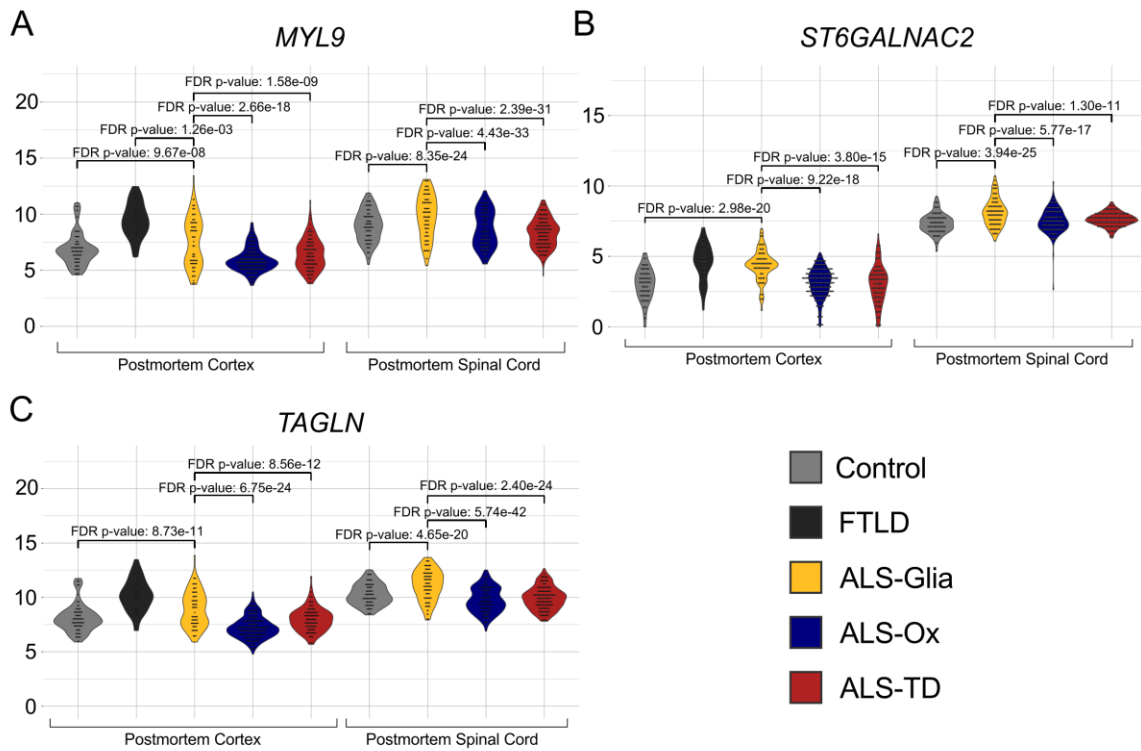 A
MYL9
FDR p-value: 1.58e-09
FDR p-value: 2.66e-18
FDR p-value: 1.26e-03
FDR p-value: 9.67e-08
FDR p-value: 2.39e-31
FDR p-value: 4.43e-33
FDR p-value: 8.35e-24
20
15
10
5
0
Postmortem Cortex
Postmortem Spinal Cord
B
ST6GALNAC2
FDR p-value: 3.80e-15
FDR p-value: 9.22e-18
FDR p-value: 2.98e-20
FDR p-value: 1.30e-11
FDR p-value: 5.77e-17
FDR p-value: 3.94e-25
15
10
5
0
Postmortem Cortex
Postmortem Spinal Cord
C
TAGLN
FDR p-value: 8.56e-12
FDR p-value: 6.75e-24
FDR p-value: 8.73e-11
FDR p-value: 2.40e-24
FDR p-value: 5.74e-42
FDR p-value: 4.65e-20
20
15
10
5
0
Postmortem Cortex
Postmortem Spinal Cord
Control
FTLD
ALS-Glia
ALS-Ox
ALS-TD